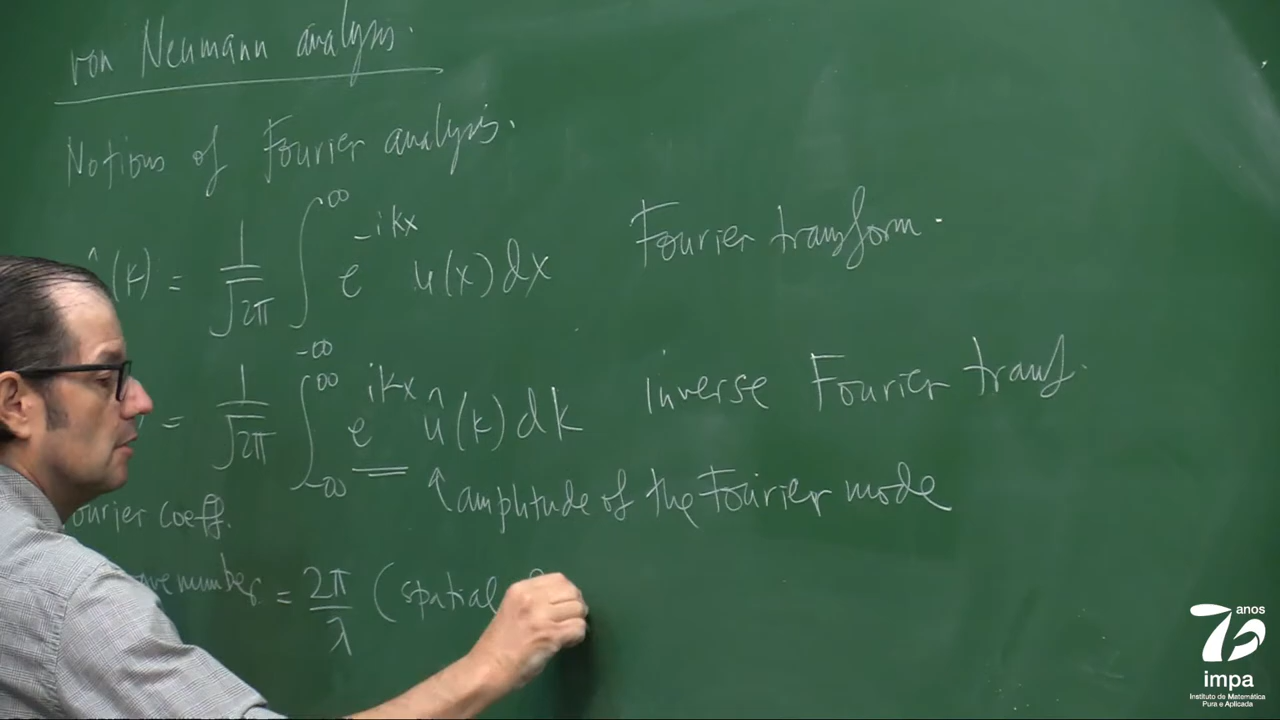 von Neumann analysis.
Notions of Fourier analysis.
^(k) = 1/√2π ∫_{-∞}^{∞} e^{-ikx} u(x) dx Fourier transform.
= 1/√2π ∫_{-∞}^{∞} e^{ikx} û(k) dk Inverse Fourier transf.
↑ amplitude of the Fourier mode
ourier coeff.
ve number = 2π/λ (spatial
75 anos
impa
Instituto de Matemática
Pura e Aplicada